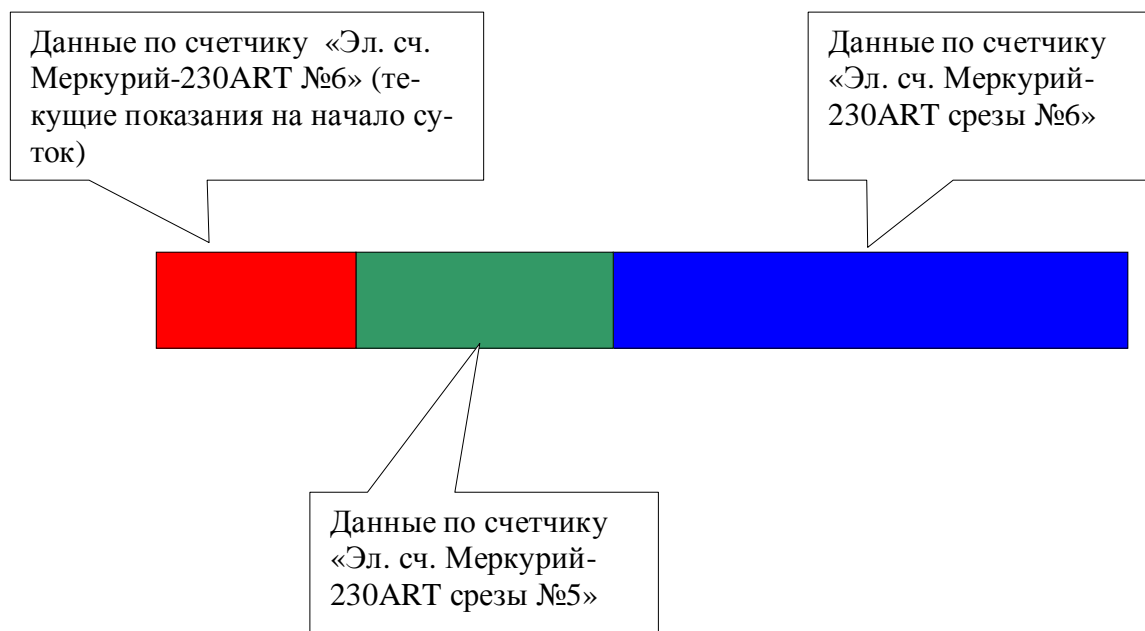 Данные по счетчику «Эл. сч.
Меркурий-230ART №6» (те-
кущие показания на начало су-
ток)
Данные по счетчику
«Эл. сч. Меркурий-
230ART срезы №6»
Данные по счетчику
«Эл. сч. Меркурий-
230ART срезы №5»